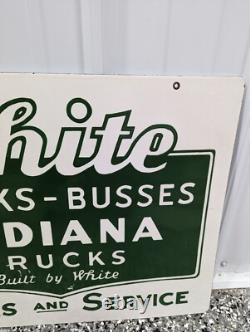 hite
KS-BUSSES
DIANA
RUCKS
Built by White
S AND SERVICE